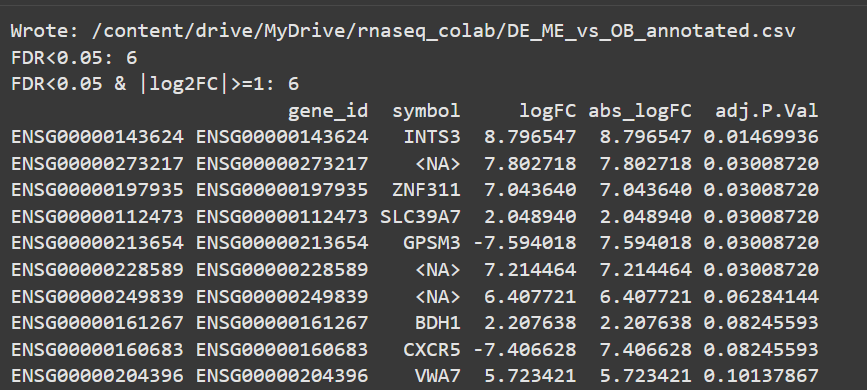 Wrote: /content/drive/MyDrive/rnaseq_colab/DE_ME_vs_OB_annotated.csv
FDR<0.05: 6
FDR<0.05 & |log2FC|>=1: 6
gene_id symbol logFC abs_logFC adj.P.Val
ENSG00000143624 ENSG00000143624 INTS3 8.796547 8.796547 0.01469936
ENSG00000273217 ENSG00000273217 <NA> 7.802718 7.802718 0.03008720
ENSG00000197935 ENSG00000197935 ZNF311 7.043640 7.043640 0.03008720
ENSG00000112473 ENSG00000112473 SLC39A7 2.048940 2.048940 0.03008720
ENSG00000213654 ENSG00000213654 GPSM3 -7.594018 7.594018 0.03008720
ENSG00000228589 ENSG00000228589 <NA> 7.214464 7.214464 0.03008720
ENSG00000249839 ENSG00000249839 <NA> 6.407721 6.407721 0.06284144
ENSG00000161267 ENSG00000161267 BDH1 2.207638 2.207638 0.08245593
ENSG00000160683 ENSG00000160683 CXCR5 -7.406628 7.406628 0.08245593
ENSG00000204396 ENSG00000204396 VWA7 5.723421 5.723421 0.10137867